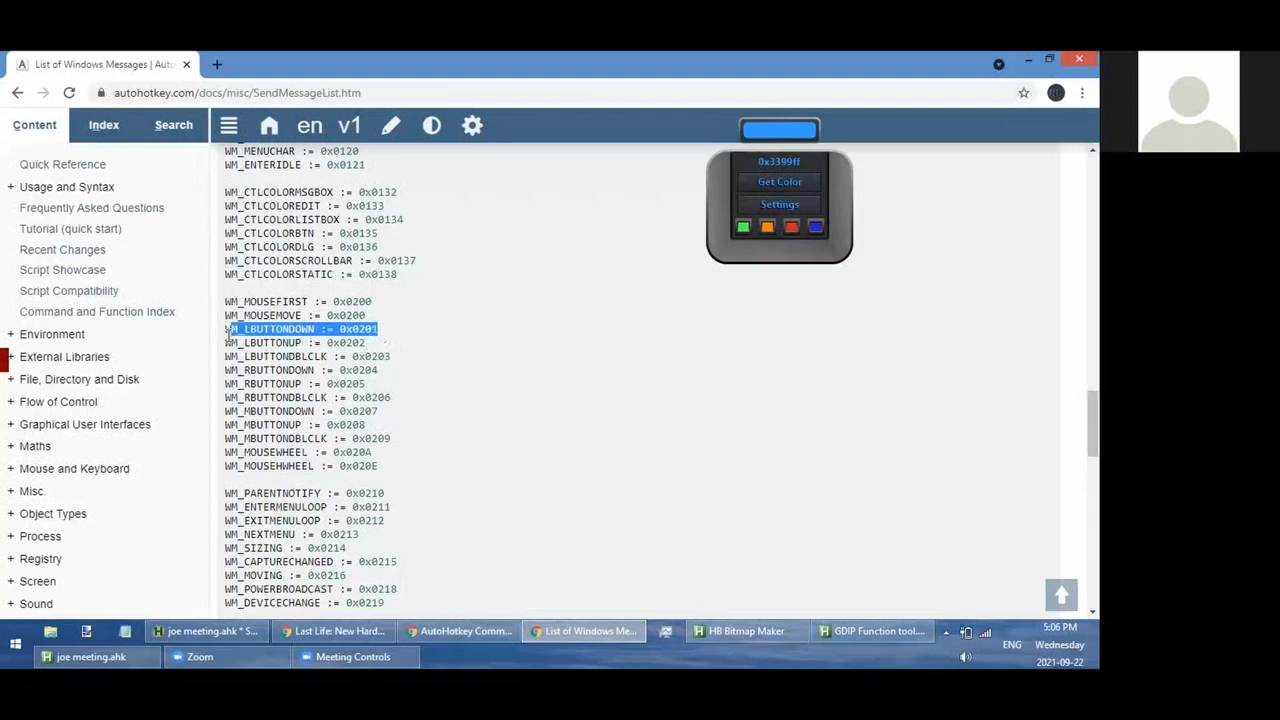 List of Windows Messages | Auto
autohotkey.com/docs/misc/SendMessageList.htm
Content
Index
Search
en
v1
Quick Reference
+ Usage and Syntax
Frequently Asked Questions
Tutorial (quick start)
Recent Changes
Script Showcase
Script Compatibility
Command and Function Index
+ Environment
+ External Libraries
+ File, Directory and Disk
+ Flow of Control
+ Graphical User Interfaces
+ Maths
+ Mouse and Keyboard
+ Misc.
+ Object Types
+ Process
+ Registry
+ Screen
+ Sound
WM_MENUCHAR := 0x0120
WM_ENTERIDLE := 0x0121
WM_CTLCOLORMSGBOX := 0x0132
WM_CTLCOLOREDIT := 0x0133
WM_CTLCOLORLISTBOX := 0x0134
WM_CTLCOLORBTN := 0x0135
WM_CTLCOLORDLG := 0x0136
WM_CTLCOLORSCROLLBAR := 0x0137
WM_CTLCOLORSTATIC := 0x0138
WM_MOUSEFIRST := 0x0200
WM_MOUSEMOVE := 0x0200
WM_LBUTTONDOWN := 0x0201
WM_LBUTTONUP := 0x0202
WM_LBUTTONDBLCLK := 0x0203
WM_RBUTTONDOWN := 0x0204
WM_RBUTTONUP := 0x0205
WM_RBUTTONDBLCLK := 0x0206
WM_MBUTTONDOWN := 0x0207
WM_MBUTTONUP := 0x0208
WM_MBUTTONDBLCLK := 0x0209
WM_MOUSEWHEEL := 0x020A
WM_MOUSEHWHEEL := 0x020E
WM_PARENTNOTIFY := 0x0210
WM_ENTERMENULOOP := 0x0211
WM_EXITMENULOOP := 0x0212
WM_NEXTMENU := 0x0213
WM_SIZING := 0x0214
WM_CAPTURECHANGED := 0x0215
WM_MOVING := 0x0216
WM_POWERBROADCAST := 0x0218
WM_DEVICECHANGE := 0x0219
0x3399ff
Get Color
Settings
joe meeting.ahk * S...
Last Life: New Hard...
AutoHotkey Comm...
List of Windows Me...
HB Bitmap Maker
GDIP Function tool....
joe meeting.ahk
Zoom
Meeting Controls
ENG
5:06 PM
Wednesday
2021-09-22